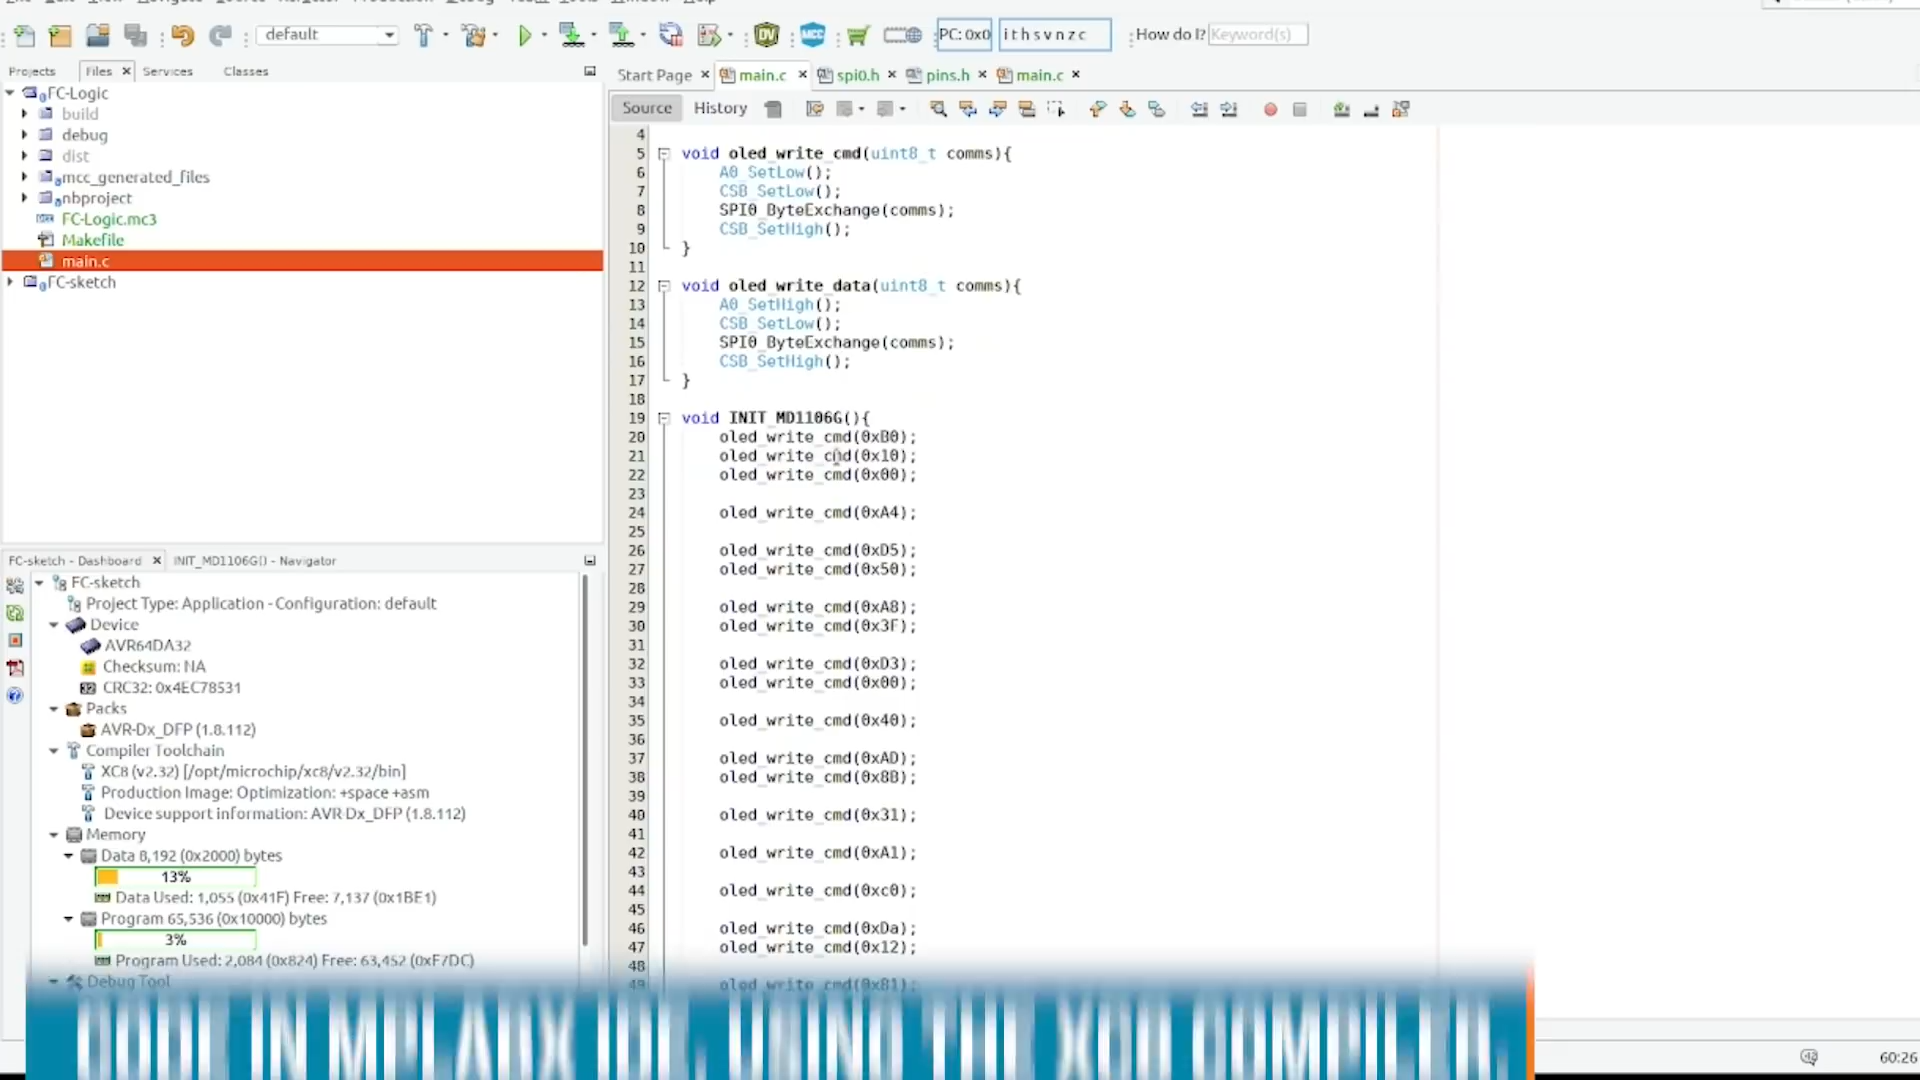 default
PC: 0x0
i t h s v n z c
How do I?
Keyword(s)
Projects
Files
Services
Classes
Start Page
main.c
spi0.h
pins.h
main.c
Source
History
FC-Logic
build
debug
dist
mcc_generated_files
nbproject
FC-Logic.mc3
Makefile
main.c
FC-sketch
4
5 void oled_write_cmd(uint8_t comms){
6 A0_SetLow();
7 CSB_SetLow();
8 SPI0_ByteExchange(comms);
9 CSB_SetHigh();
10 }
11
12 void oled_write_data(uint8_t comms){
13 A0_SetHigh();
14 CSB_SetLow();
15 SPI0_ByteExchange(comms);
16 CSB_SetHigh();
17 }
18
19 void INIT_MD1106G(){
20 oled_write_cmd(0xB0);
21 oled_write_cmd(0x10);
22 oled_write_cmd(0x00);
23
24 oled_write_cmd(0xA4);
25
26 oled_write_cmd(0xD5);
27 oled_write_cmd(0x50);
28
29 oled_write_cmd(0xA8);
30 oled_write_cmd(0x3F);
31
32 oled_write_cmd(0xD3);
33 oled_write_cmd(0x00);
34
35 oled_write_cmd(0x40);
36
37 oled_write_cmd(0xAD);
38 oled_write_cmd(0x8B);
39
40 oled_write_cmd(0x31);
41
42 oled_write_cmd(0xA1);
43
44 oled_write_cmd(0xc0);
45
46 oled_write_cmd(0xDa);
47 oled_write_cmd(0x12);
48
49 oled_write_cmd(0x81);
FC-sketch - Dashboard
INIT_MD1106G() - Navigator
FC-sketch
Project Type: Application - Configuration: default
Device
AVR64DA32
Checksum: NA
CRC32: 0x4EC78531
Packs
AVR-Dx_DFP (1.8.112)
Compiler Toolchain
XC8 (v2.32) [/opt/microchip/xc8/v2.32/bin]
Production Image: Optimization: +space +asm
Device support information: AVR-Dx_DFP (1.8.112)
Memory
Data 8,192 (0x2000) bytes
13%
Data Used: 1,055 (0x41F) Free: 7,137 (0x1BE1)
Program 65,536 (0x10000) bytes
3%
Program Used: 2,084 (0x824) Free: 63,452 (0xF7DC)
Debug Tool
60:26